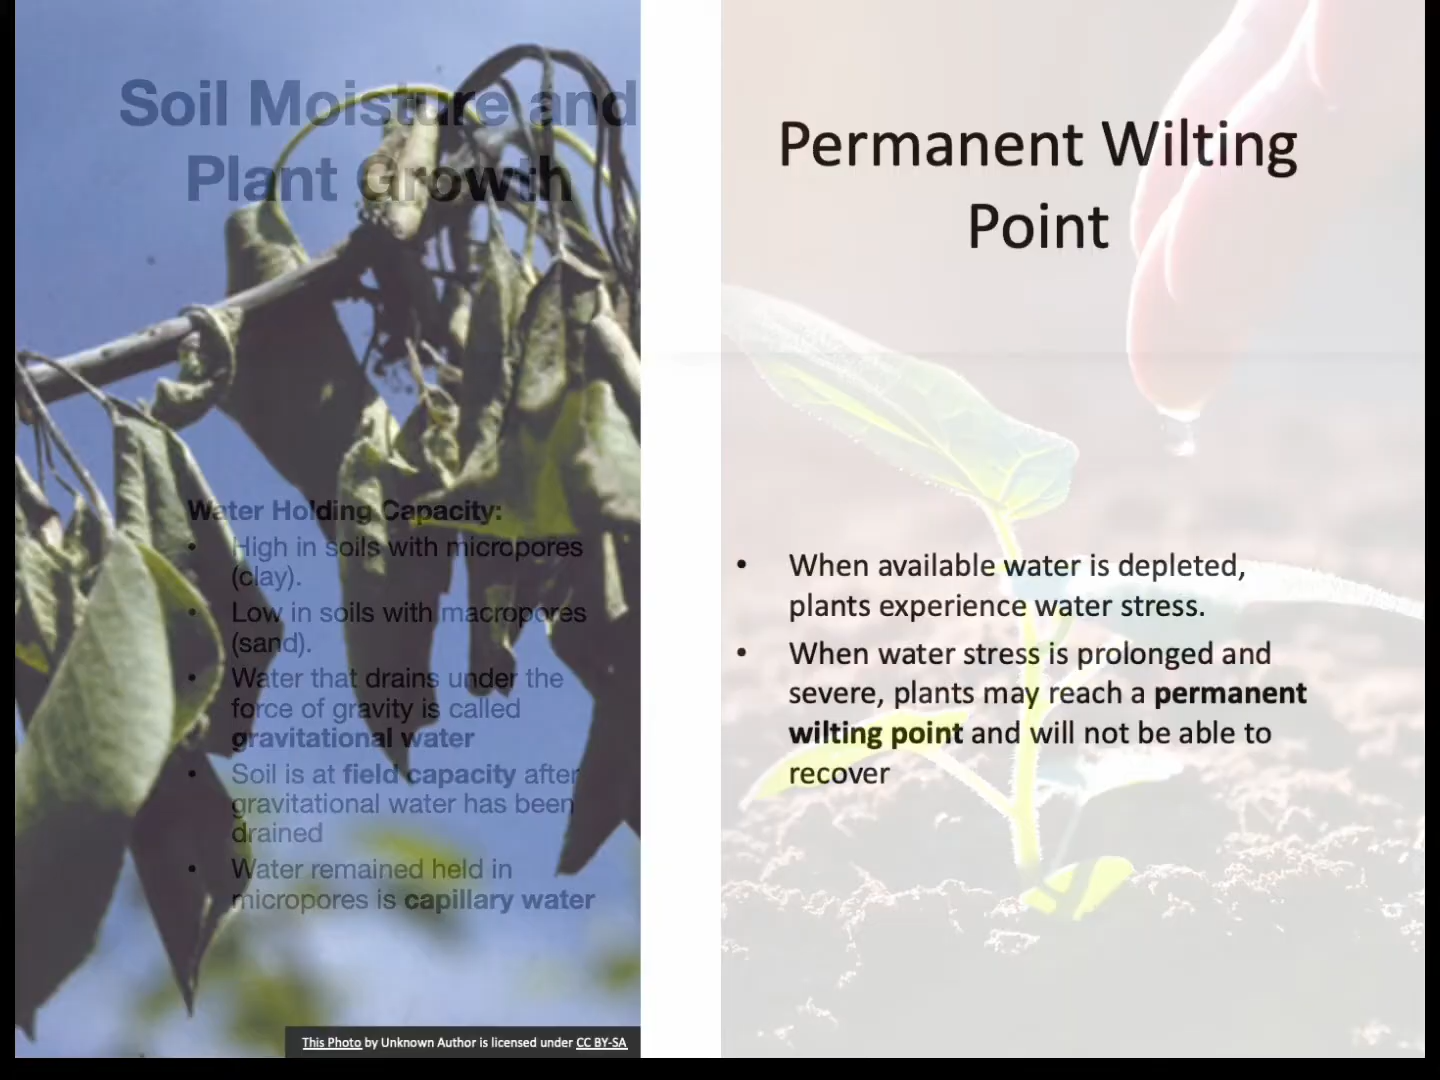 Soil Moisture and
Plant Growth
Water Holding Capacity:
• High in soils with micropores
(clay).
• Low in soils with macropores
(sand).
• Water that drains under the
force of gravity is called
gravitational water
• Soil is at field capacity after
gravitational water has been
drained
• Water remained held in
micropores is capillary water
This Photo by Unknown Author is licensed under CC BY-SA
Permanent Wilting
Point
• When available water is depleted,
plants experience water stress.
• When water stress is prolonged and
severe, plants may reach a permanent
wilting point and will not be able to
recover